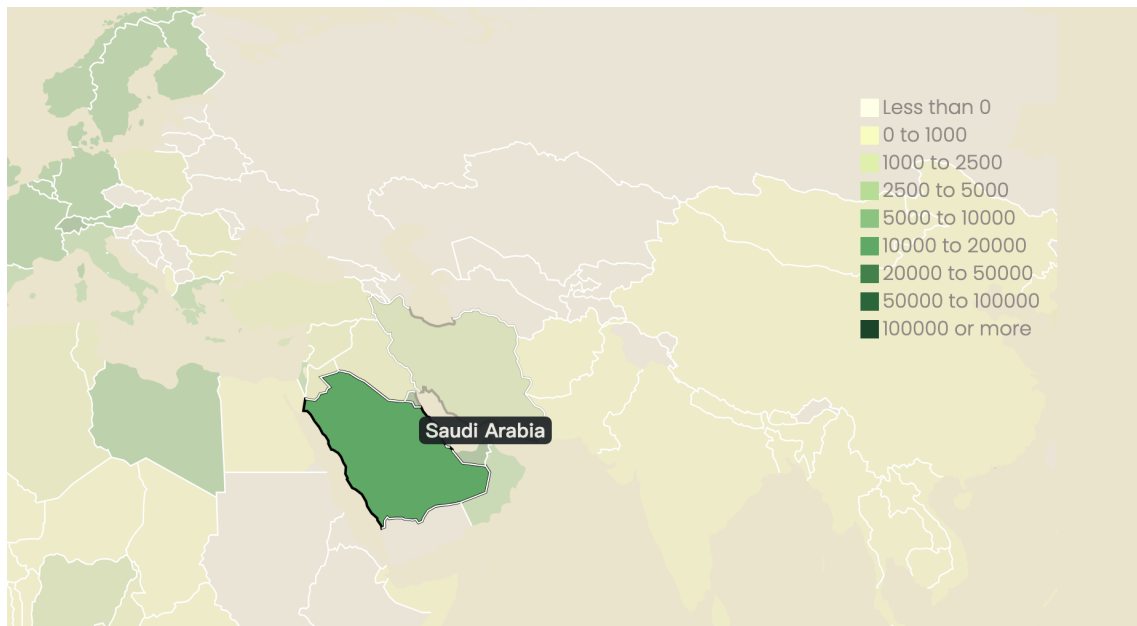 Less than 0
0 to 1000
1000 to 2500
2500 to 5000
5000 to 10000
10000 to 20000
20000 to 50000
50000 to 100000
100000 or more
Saudi Arabia